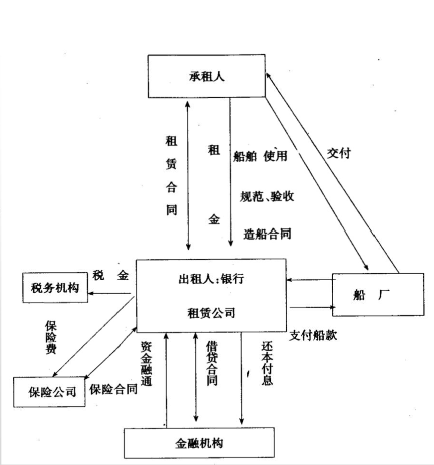 承租人
租赁合同
租金
船舶 使用
规范、验收
造船合同
交付
税 金
税务机构
出租人:银行
租赁公司
船 厂
支付船款
保险费
保险公司
保险合同
资金融通
借贷合同
还本付息
金融机构